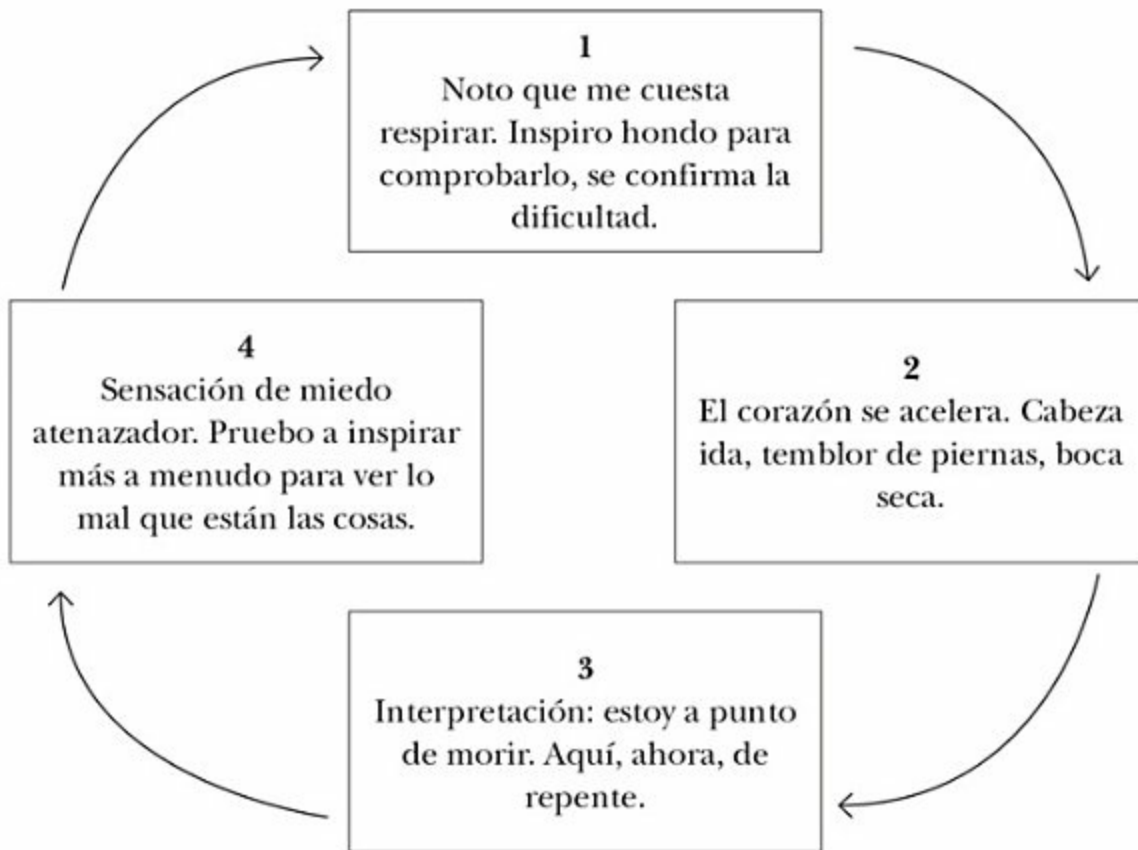 1
Noto que me cuesta
respirar. Inspiro hondo para
comprobarlo, se confirma la
dificultad.
2
El corazón se acelera. Cabeza
ida, temblor de piernas, boca
seca.
3
Interpretación: estoy a punto
de morir. Aquí, ahora, de
repente.
4
Sensación de miedo
atenazador. Pruebo a inspirar
más a menudo para ver lo
mal que están las cosas.